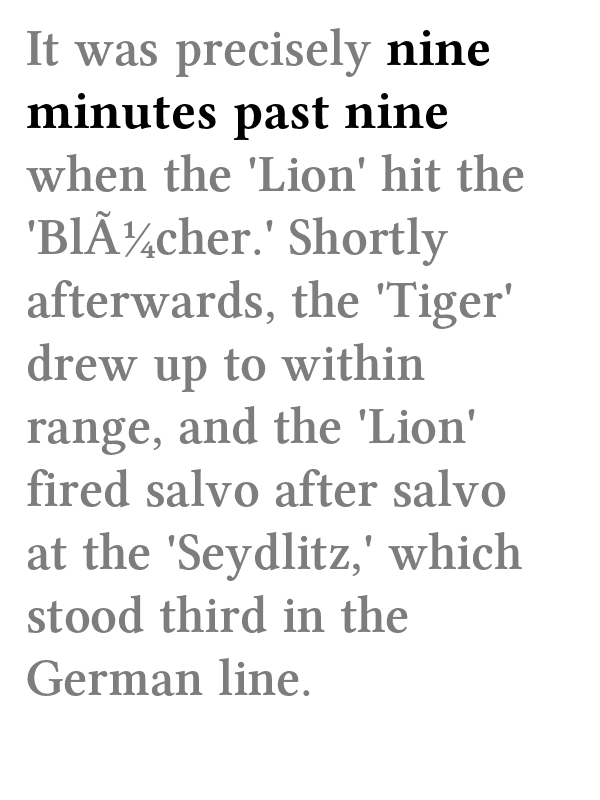 It was precisely nine
minutes past nine
when the 'Lion' hit the
'BlÃ¼cher.' Shortly
afterwards, the 'Tiger'
drew up to within
range, and the 'Lion'
fired salvo after salvo
at the 'Seydlitz,' which
stood third in the
German line.